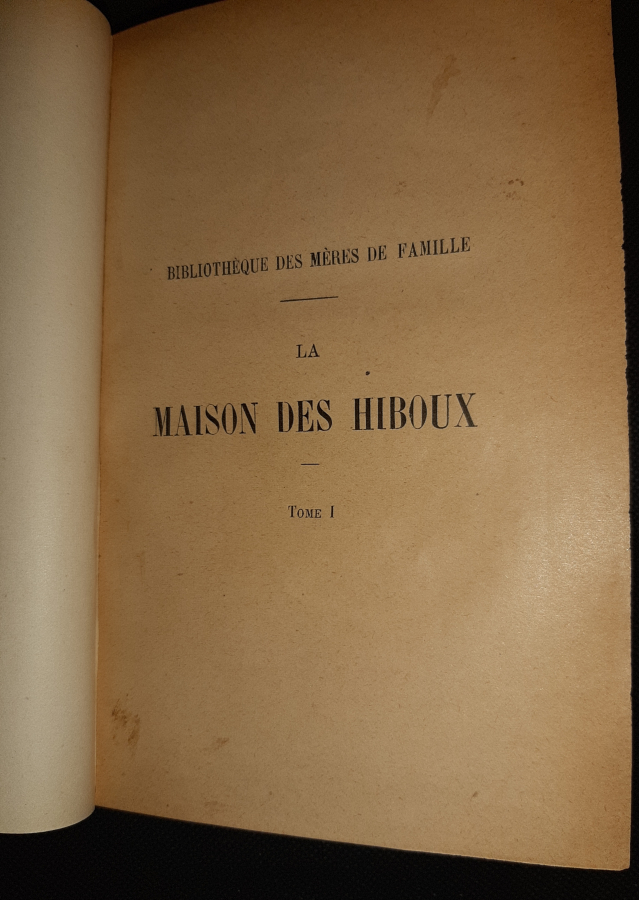 BIBLIOTHÈQUE DES MÈRES DE FAMILLE
LA
MAISON DES HIBOUX
TOME I